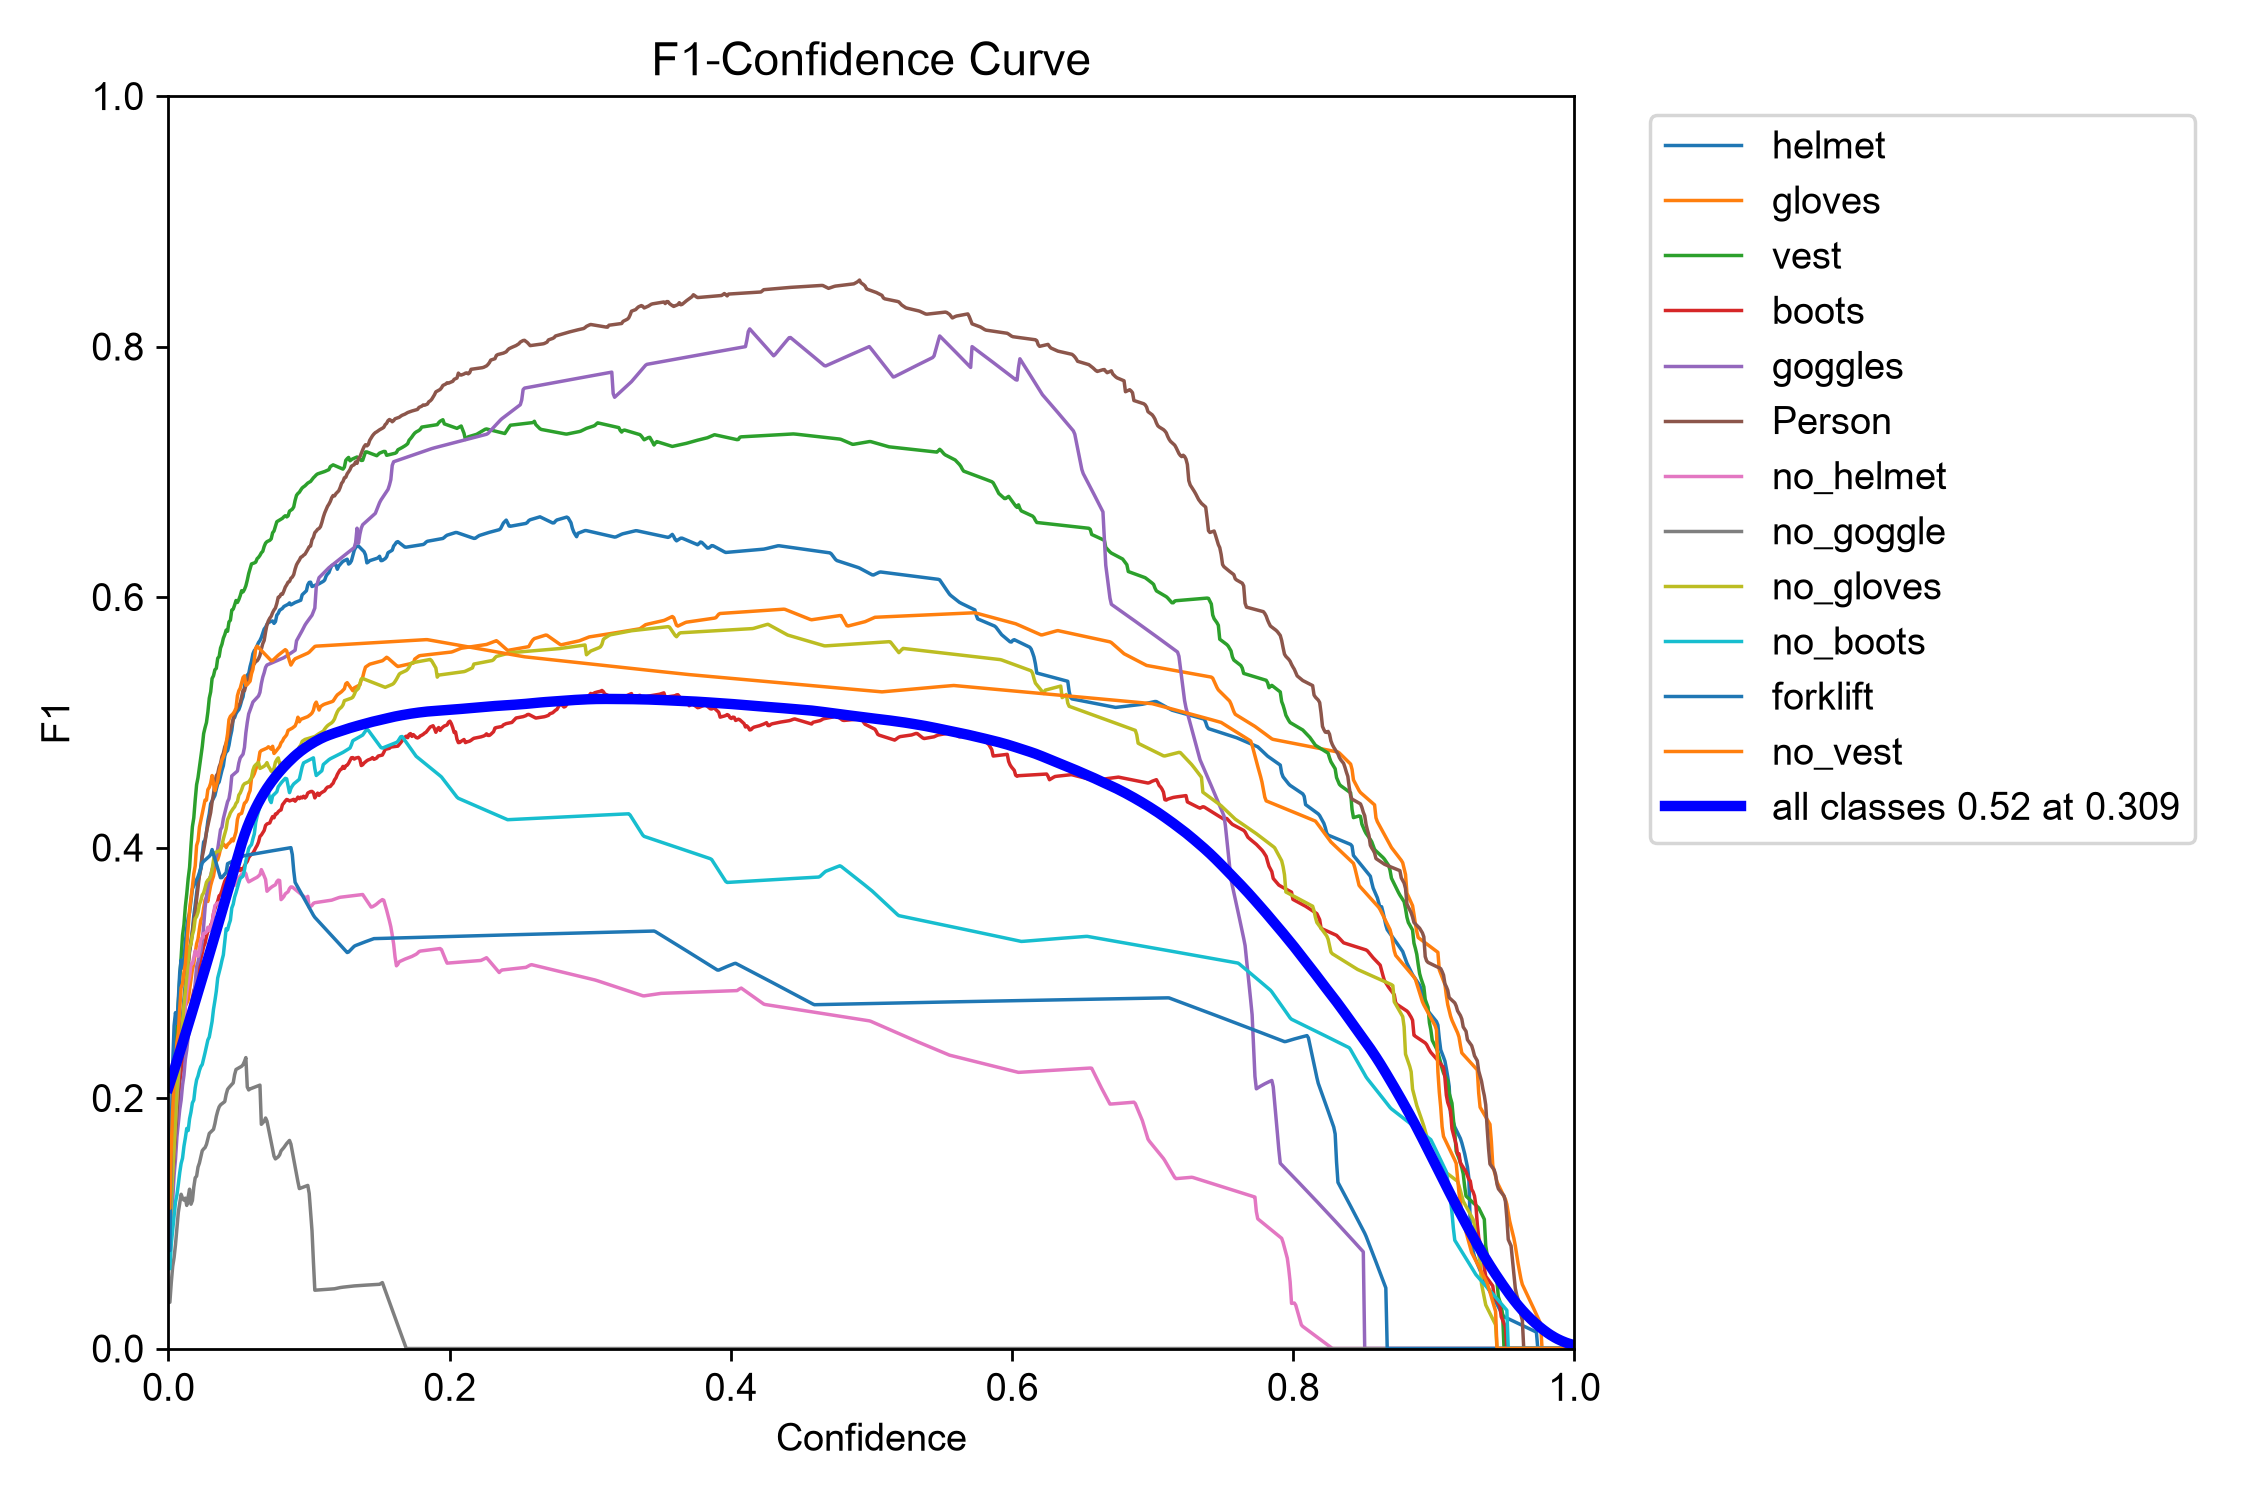 F1-Confidence Curve
1.0
0.8
0.6
0.4
0.2
0.0
F1
0.0 0.2 0.4 0.6 0.8 1.0
Confidence
helmet
gloves
vest
boots
goggles
Person
no_helmet
no_goggle
no_gloves
no_boots
forklift
no_vest
all classes 0.52 at 0.309